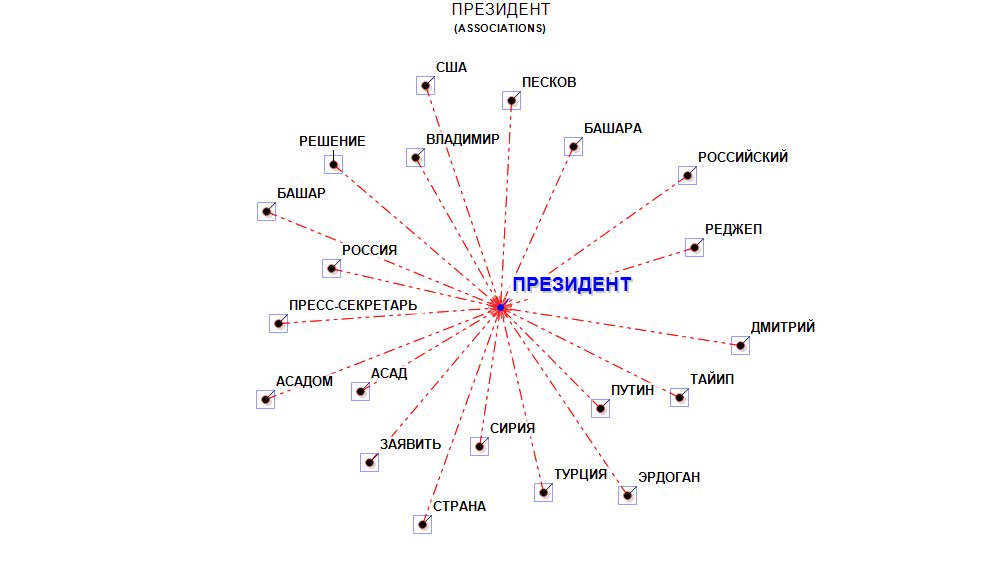 ПРЕЗИДЕНТ
(ASSOCIATIONS)
США
ПЕСКОВ
БАШАРА
ВЛАДИМИР
РЕШЕНИЕ
РОССИЙСКИЙ
БАШАР
РЕДЖЕП
РОССИЯ
ПРЕЗИДЕНТ
ПРЕСС-СЕКРЕТАРЬ
ДМИТРИЙ
АСАД
АСАДОМ
ТАЙИП
ПУТИН
СИРИЯ
ЗАЯВИТЬ
ТУРЦИЯ
ЭРДОГАН
СТРАНА